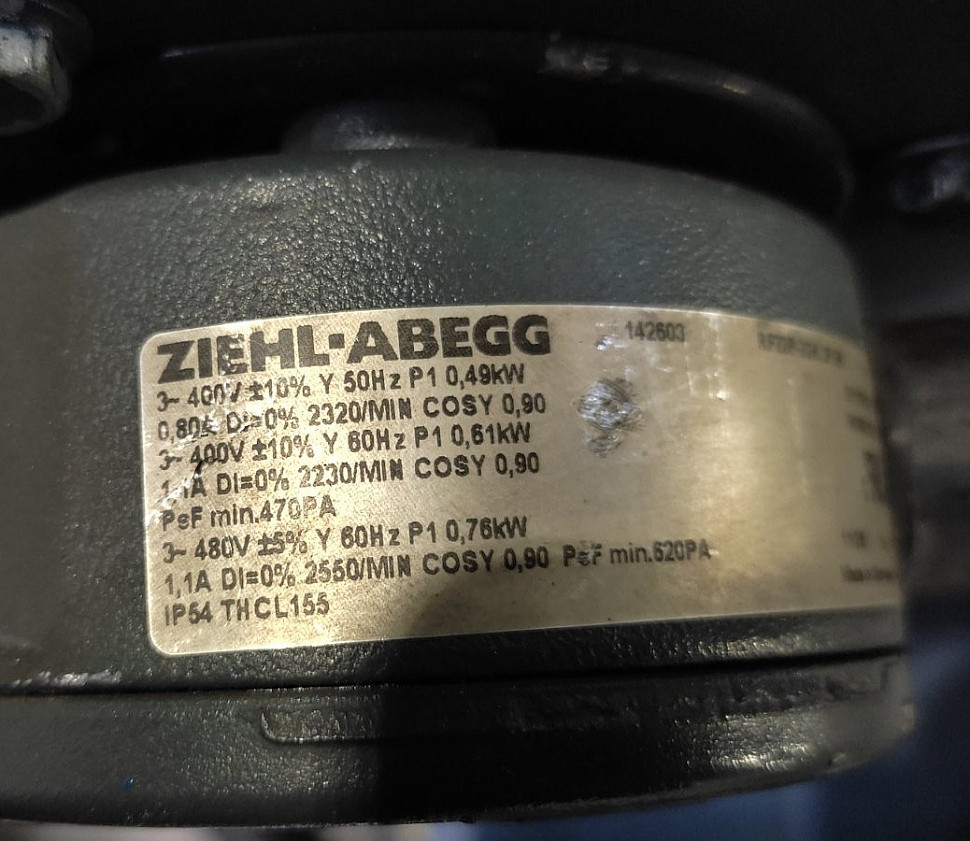 ZIEHL-ABEGG
142603
3~ 400V ±10% Y 50Hz P1 0,49kW
0,80A DI=0% 2320/MIN COSY 0,90
3~ 400V ±10% Y 60Hz P1 0,61kW
1,1A DI=0% 2230/MIN COSY 0,90
PeF min.470PA
3~ 480V ±5% Y 60Hz P1 0,76kW
1,1A DI=0% 2550/MIN COSY 0,90 PeF min.620PA
IP54 THCL155